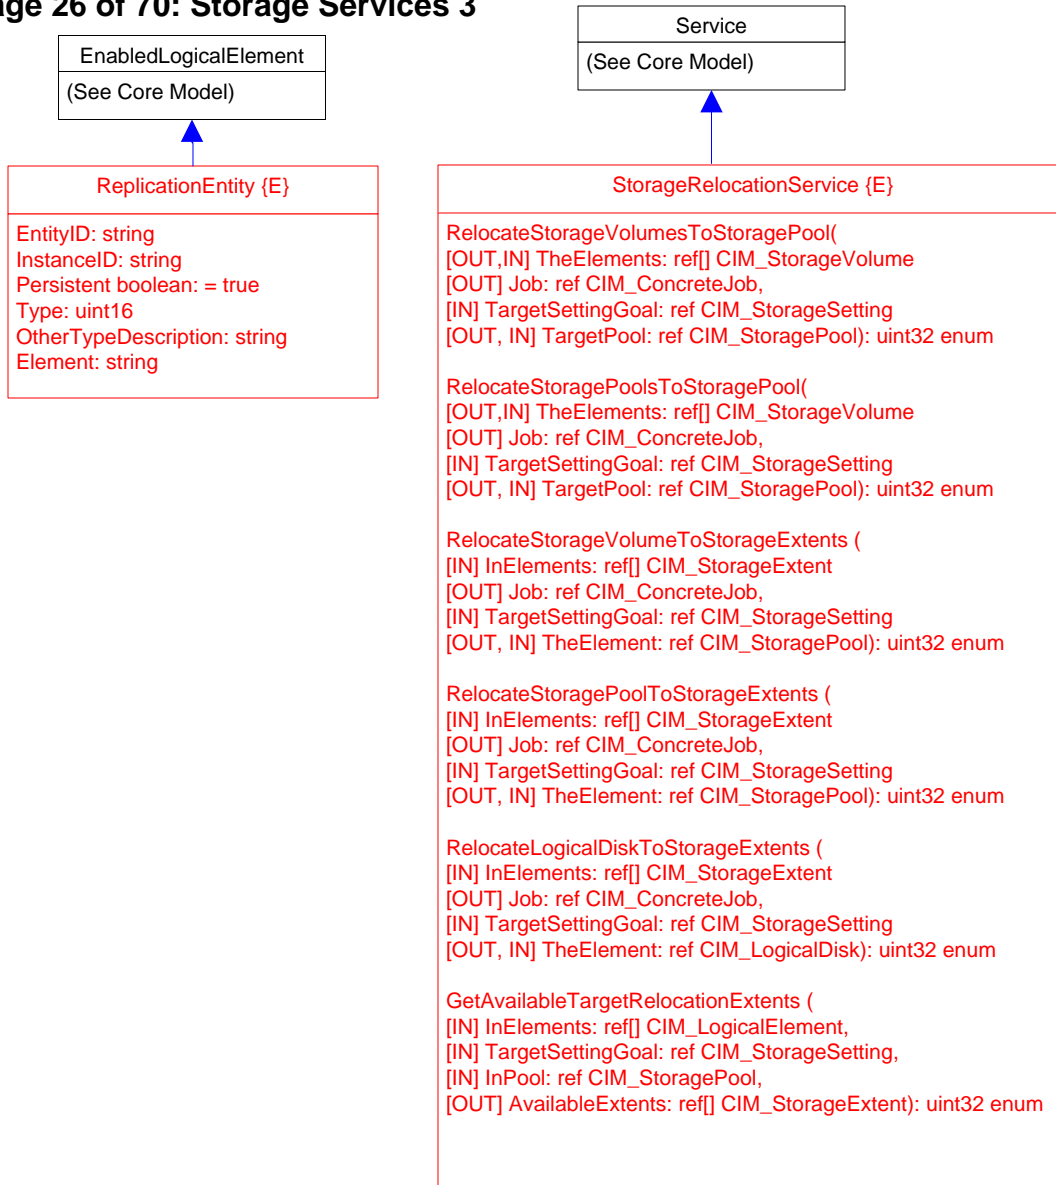 age 26 of 70: Storage Services 3
EnabledLogicalElement
(See Core Model)
ReplicationEntity {E}
EntityID: string
InstanceID: string
Persistent boolean: = true
Type: uint16
OtherTypeDescription: string
Element: string
Service
(See Core Model)
StorageRelocationService {E}
RelocateStorageVolumesToStoragePool(
[OUT,IN] TheElements: ref[] CIM_StorageVolume
[OUT] Job: ref CIM_ConcreteJob,
[IN] TargetSettingGoal: ref CIM_StorageSetting
[OUT, IN] TargetPool: ref CIM_StoragePool): uint32 enum
RelocateStoragePoolsToStoragePool(
[OUT,IN] TheElements: ref[] CIM_StorageVolume
[OUT] Job: ref CIM_ConcreteJob,
[IN] TargetSettingGoal: ref CIM_StorageSetting
[OUT, IN] TargetPool: ref CIM_StoragePool): uint32 enum
RelocateStorageVolumeToStorageExtents (
[IN] InElements: ref[] CIM_StorageExtent
[OUT] Job: ref CIM_ConcreteJob,
[IN] TargetSettingGoal: ref CIM_StorageSetting
[OUT, IN] TheElement: ref CIM_StoragePool): uint32 enum
RelocateStoragePoolToStorageExtents (
[IN] InElements: ref[] CIM_StorageExtent
[OUT] Job: ref CIM_ConcreteJob,
[IN] TargetSettingGoal: ref CIM_StorageSetting
[OUT, IN] TheElement: ref CIM_StoragePool): uint32 enum
RelocateLogicalDiskToStorageExtents (
[IN] InElements: ref[] CIM_StorageExtent
[OUT] Job: ref CIM_ConcreteJob,
[IN] TargetSettingGoal: ref CIM_StorageSetting
[OUT, IN] TheElement: ref CIM_LogicalDisk): uint32 enum
GetAvailableTargetRelocationExtents (
[IN] InElements: ref[] CIM_LogicalElement,
[IN] TargetSettingGoal: ref CIM_StorageSetting,
[IN] InPool: ref CIM_StoragePool,
[OUT] AvailableExtents: ref[] CIM_StorageExtent): uint32 enum